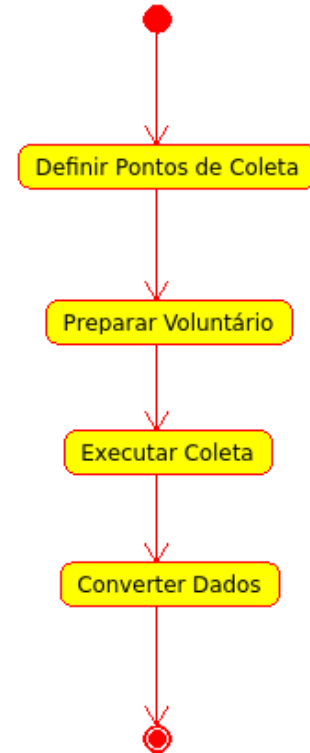 Definir Pontos de Coleta
Preparar Voluntário
Executar Coleta
Converter Dados